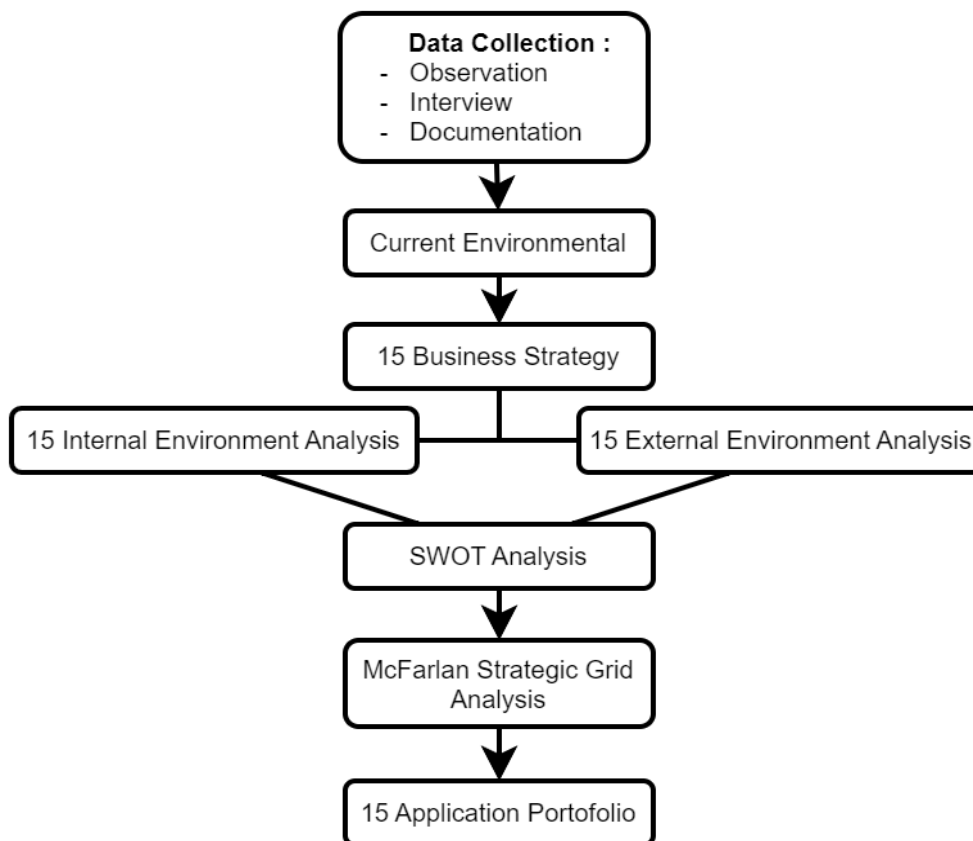 Data Collection :
- Observation
- Interview
- Documentation
Current Environmental
15 Business Strategy
15 Internal Environment Analysis
15 External Environment Analysis
SWOT Analysis
McFarlan Strategic Grid
Analysis
15 Application Portofolio